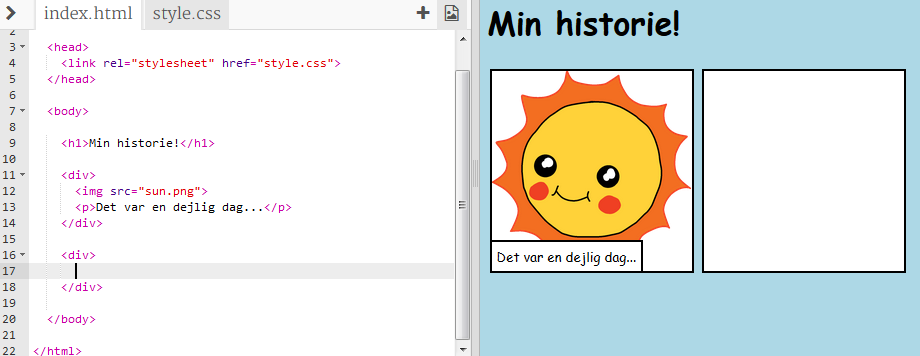 index.html
style.css
2
3 <head>
4 <link rel="stylesheet" href="style.css">
5 </head>
6
7 <body>
8
9 <h1>Min historie!</h1>
10
11 <div>
12 <img src="sun.png">
13 <p>Det var en dejlig dag...</p>
14 </div>
15
16 <div>
17
18 </div>
19
20 </body>
21
22 </html>
Min historie!
Det var en dejlig dag...